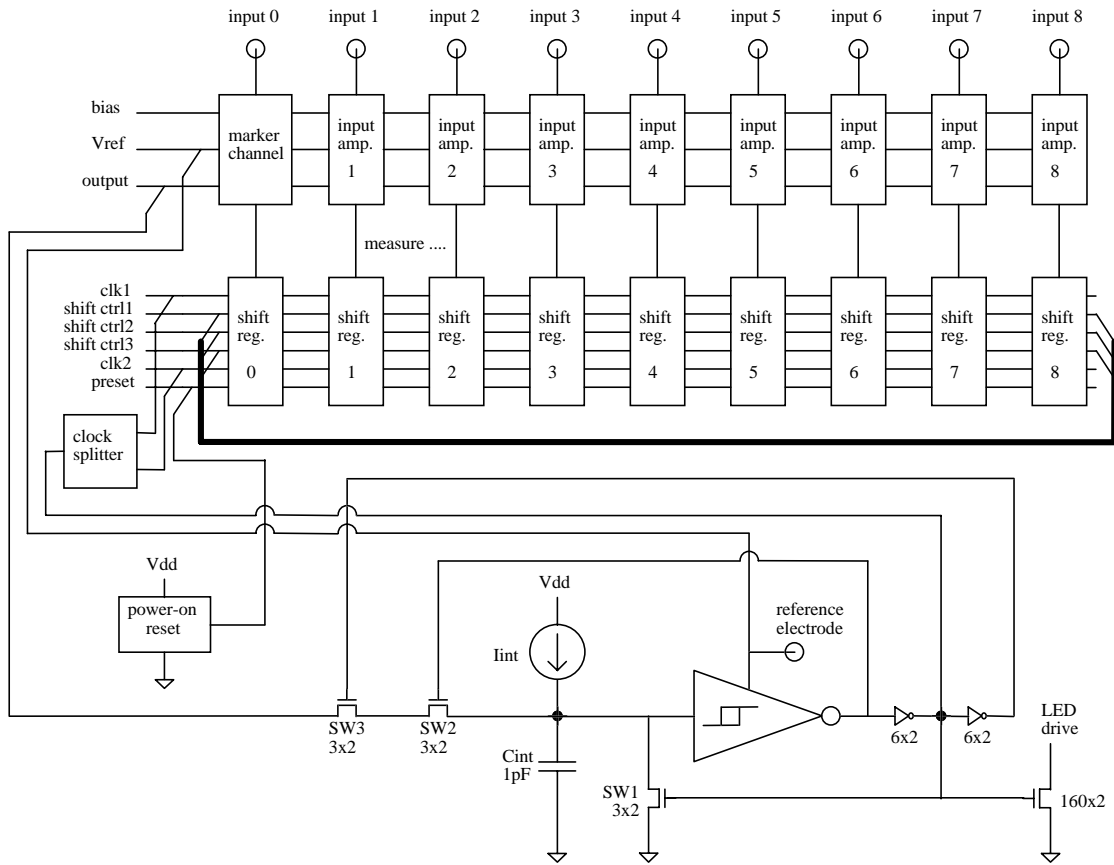 input 0
input 1
input 2
input 3
input 4
input 5
input 6
input 7
input 8
bias
Vref
output
marker
channel
input
amp.
1
input
amp.
2
input
amp.
3
input
amp.
4
input
amp.
5
input
amp.
6
input
amp.
7
input
amp.
8
measure ....
clk1
shift ctrl1
shift ctrl2
shift ctrl3
clk2
preset
shift
reg.
0
shift
reg.
1
shift
reg.
2
shift
reg.
3
shift
reg.
4
shift
reg.
5
shift
reg.
6
shift
reg.
7
shift
reg.
8
clock
splitter
Vdd
power-on
reset
Vdd
Iint
reference
electrode
SW3
3x2
SW2
3x2
Cint
1pF
SW1
3x2
6x2
6x2
LED
drive
160x2